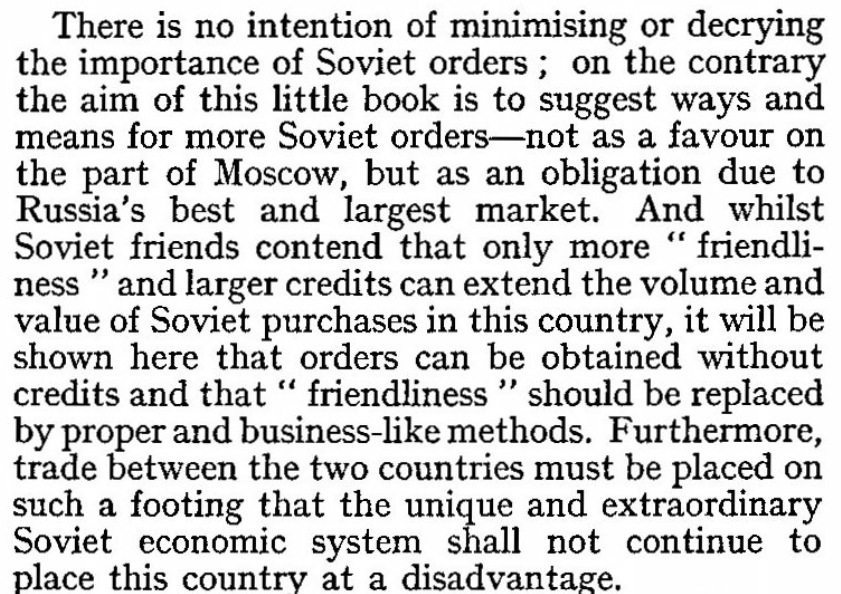 There is no intention of minimising or decrying
the importance of Soviet orders ; on the contrary
the aim of this little book is to suggest ways and
means for more Soviet orders—not as a favour on
the part of Moscow, but as an obligation due to
Russia's best and largest market. And whilst
Soviet friends contend that only more “ friendli-
ness ” and larger credits can extend the volume and
value of Soviet purchases in this country, it will be
shown here that orders can be obtained without
credits and that “ friendliness ” should be replaced
by proper and business-like methods. Furthermore,
trade between the two countries must be placed on
such a footing that the unique and extraordinary
Soviet economic system shall not continue to
place this country at a disadvantage.